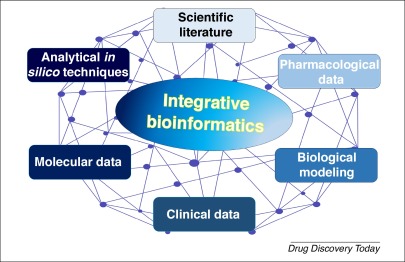 Scientific
literature
Analytical in
silico techniques
Pharmacological
data
Integrative
bioinformatics
Molecular data
Biological
modeling
Clinical data
Drug Discovery Today